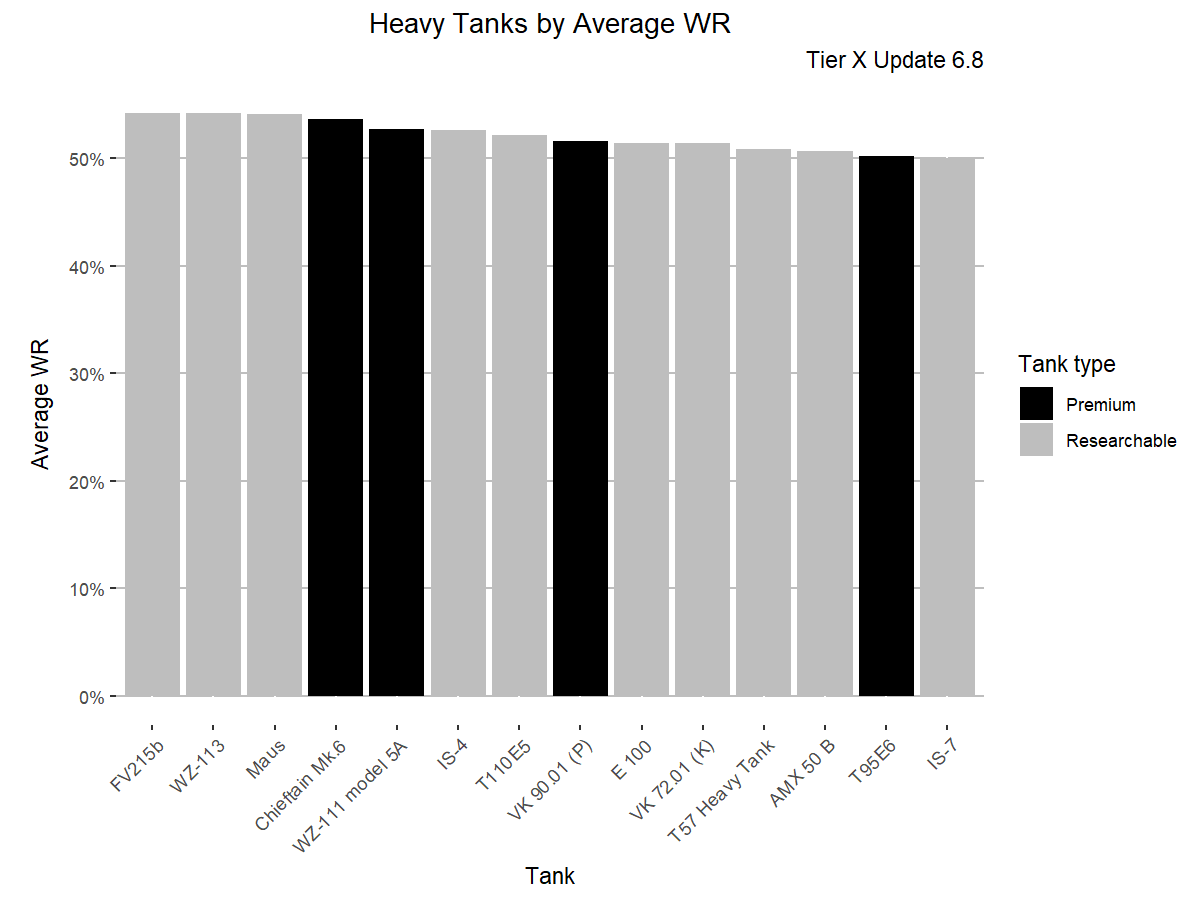 Heavy Tanks by Average WR
Tier X Update 6.8
Average WR
50%
40%
30%
20%
10%
0%
FV215b
WZ-113
Maus
Chieftain Mk.6
WZ-111 model 5A
IS-4
T110E5
VK 90.01 (P)
E 100
VK 72.01 (K)
T57 Heavy Tank
AMX 50 B
T95E6
IS-7
Tank
Tank type
Premium
Researchable